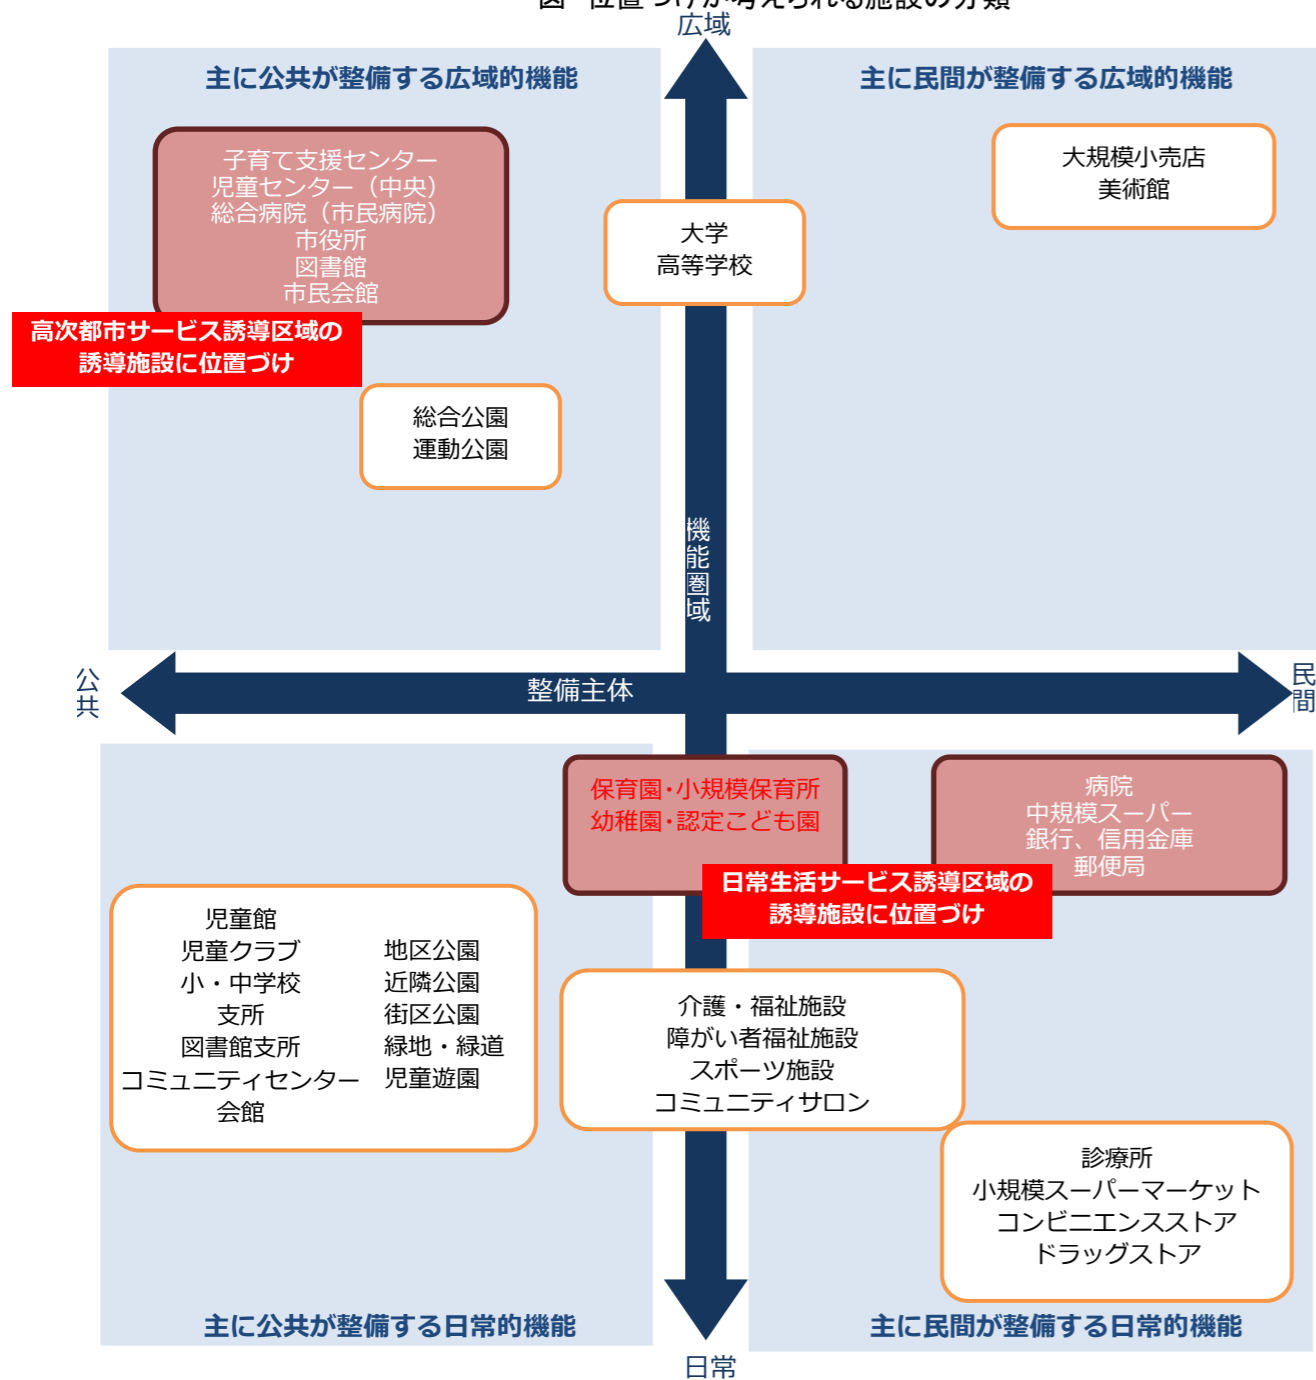 図 位置づけが考えられる施設の分類
広域
主に公共が整備する広域的機能
主に民間が整備する広域的機能
子育て支援センター
児童センター（中央）
総合病院（市民病院）
市役所
図書館
市民会館
高次都市サービス誘導区域の
誘導施設に位置づけ
大学
高等学校
大規模小売店
美術館
総合公園
運動公園
機能圏域
公共
整備主体
民間
保育園・小規模保育所
幼稚園・認定こども園
病院
中規模スーパー
銀行、信用金庫
郵便局
日常生活サービス誘導区域の
誘導施設に位置づけ
児童館
児童クラブ
小・中学校
支所
図書館支所
コミュニティセンター
会館
地区公園
近隣公園
街区公園
緑地・緑道
児童遊園
介護・福祉施設
障がい者福祉施設
スポーツ施設
コミュニティサロン
診療所
小規模スーパーマーケット
コンビニエンスストア
ドラッグストア
主に公共が整備する日常的機能
主に民間が整備する日常的機能
日常